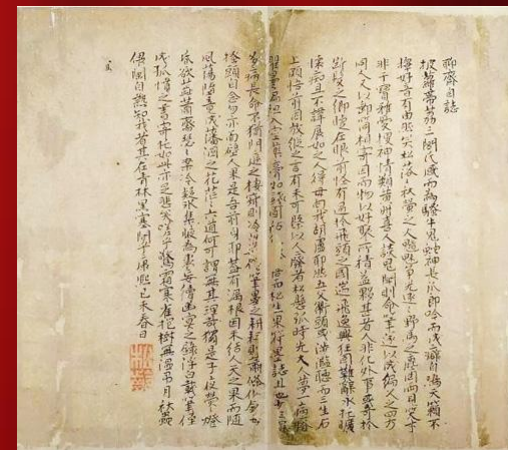 聊齋自誌
披蘿帶荔三閭氏感而為騷牛鬼蛇神長爪郎吟而成癖自鳴天籟不
擇好音有由然矣松落落秋螢之火魑魅爭光逐逐野馬之塵罔兩見笑才
非干寶雅愛搜神情類黃州喜人談鬼聞則命筆遂以成編久之四方
同人又以郵筒相寄因而物以好聚所積益夥甚者人非化外事或奇於
斷髮之鄉睫在眼前怪有過於飛頭之國遄飛逸興狂固難辭永托曠
懷癡且不諱展如之人得毋向我胡盧耶然五父衢頭或涉濫聽而三生石
上頗悟前因放縱之言有未可概以人廢者松懸弧時先大人夢一病瘠
瞿曇偏袒入室藥膏如錢圓粘 而松生果符墨誌且也少羸
多病長命不猶門庭之棲寂則冷淡 筆墨之耕耘則蕭條似 每
搔頭自念勿亦面壁人果是吾前身耶蓋有漏根因未結人天之果而隨
風蕩墮竟成藩溷之花茫茫六道何可謂無其理哉獨是子夜熒熒燈
昏欲蕊蕭齋瑟瑟案冷疑冰集腋為裘妄續幽冥之錄浮白載筆僅
成孤憤之書寄托如此亦足悲矣嗟乎驚霜寒雀抱樹無溫弔月秋蟲
偎闌自熱知我者其在青林黑塞間乎康熙己未春日